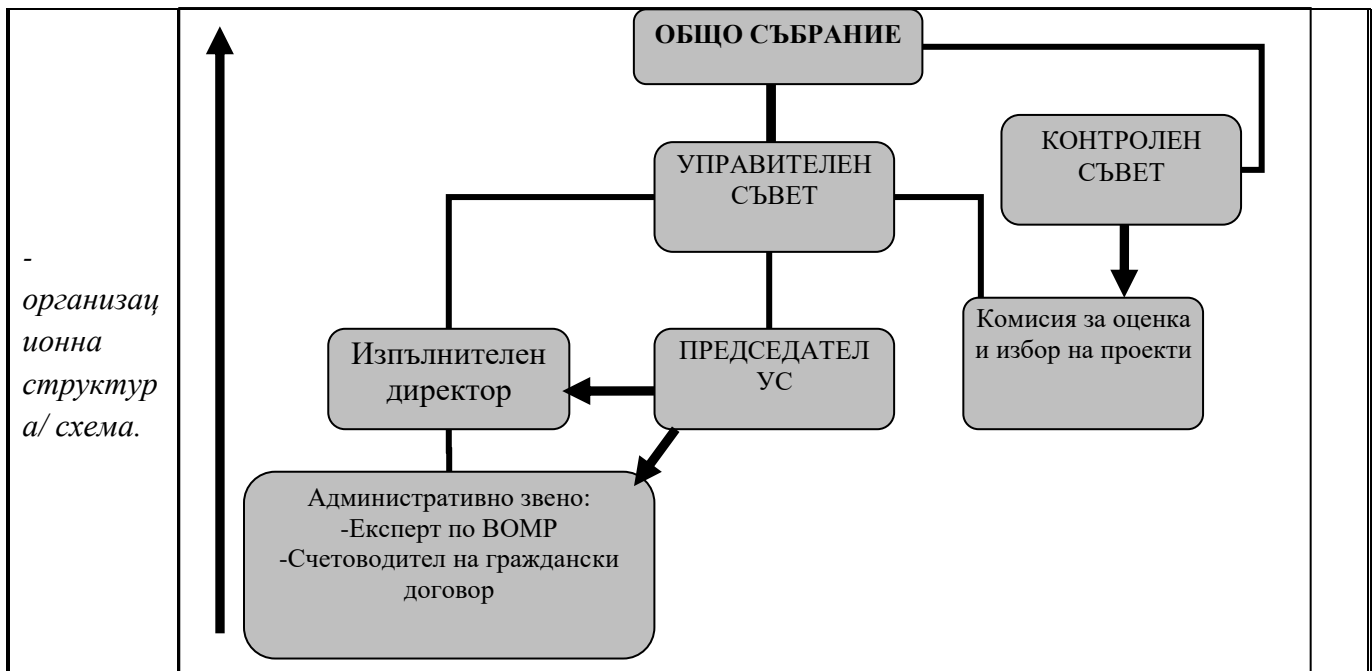 -
организац
ионна
структур
а/ схема.
ОБЩО СЪБРАНИЕ
УПРАВИТЕЛЕН
СЪВЕТ
КОНТРОЛЕН
СЪВЕТ
Изпълнителен
директор
ПРЕДСЕДАТЕЛ
УС
Комисия за оценка
и избор на проекти
Административно звено:
-Експерт по ВОМР
-Счетоводител на граждански
договор